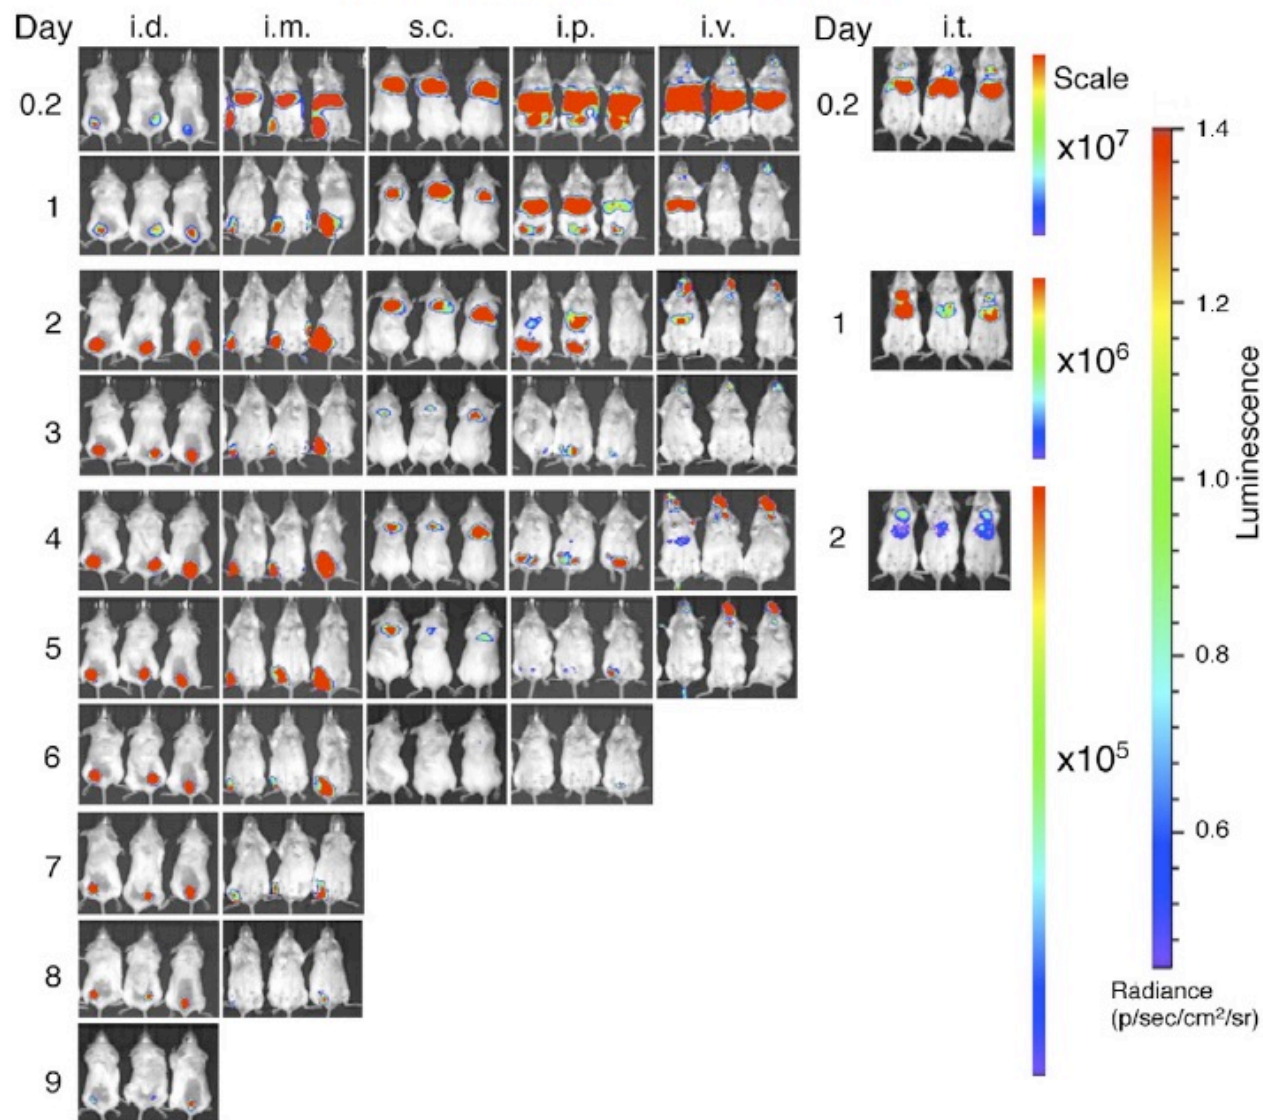 Day i.d. i.m. s.c. i.p. i.v. Day i.t.
0.2 0.2 Scale
x10⁷ 1.4
1
2 1 x10⁶ 1.2
3
4 2 1.0
5 0.8
6 x10⁵
7 0.6
8
9
Luminescence
Radiance
(p/sec/cm²/sr)